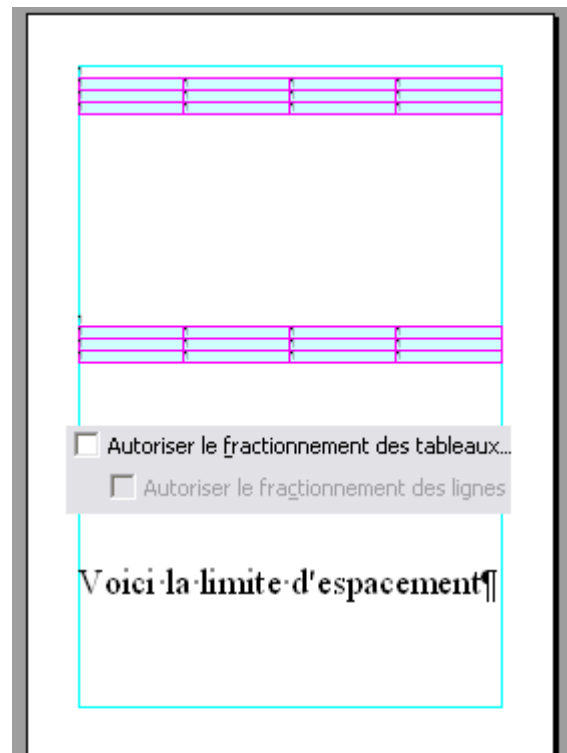 Autoriser le fractionnement des tableaux...
Autoriser le fractionnement des lignes
Voici·la·limite·d'espacement¶